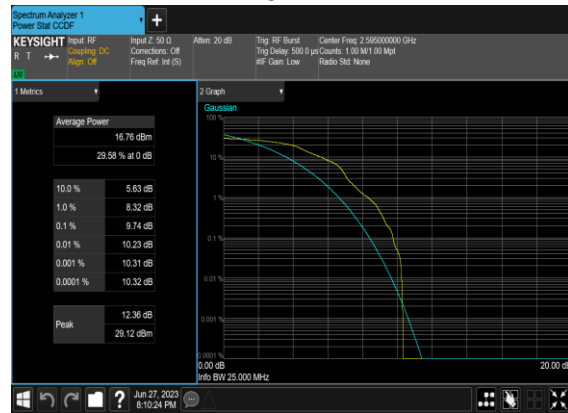 Spectrum Analyzer 1
Power Stat CCDF
KEYSIGHT
R T
LXI
Input: RF
Coupling: DC
Align: Off
Input Z: 50 Ω
Corrections: Off
Freq Ref: Int (S)
Atten: 20 dB
Trig: RF Burst
Trig Delay: 500.0 µs
#IF Gain: Low
Center Freq: 2.595000000 GHz
Counts: 1.00 M/1.00 Mpt
Radio Std: None
1 Metrics
Average Power
16.76 dBm
29.58 % at 0 dB
10.0 % 5.63 dB
1.0 % 8.32 dB
0.1 % 9.74 dB
0.01 % 10.23 dB
0.001 % 10.31 dB
0.0001 % 10.32 dB
Peak
12.36 dB
29.12 dBm
2 Graph
Gaussian
100 %
10 %
1 %
0.1 %
0.01 %
0.001 %
0.0001 %
0.00 dB
20.00 dB
Info BW 25.000 MHz
?
Jun 27, 2023
8:10:24 PM